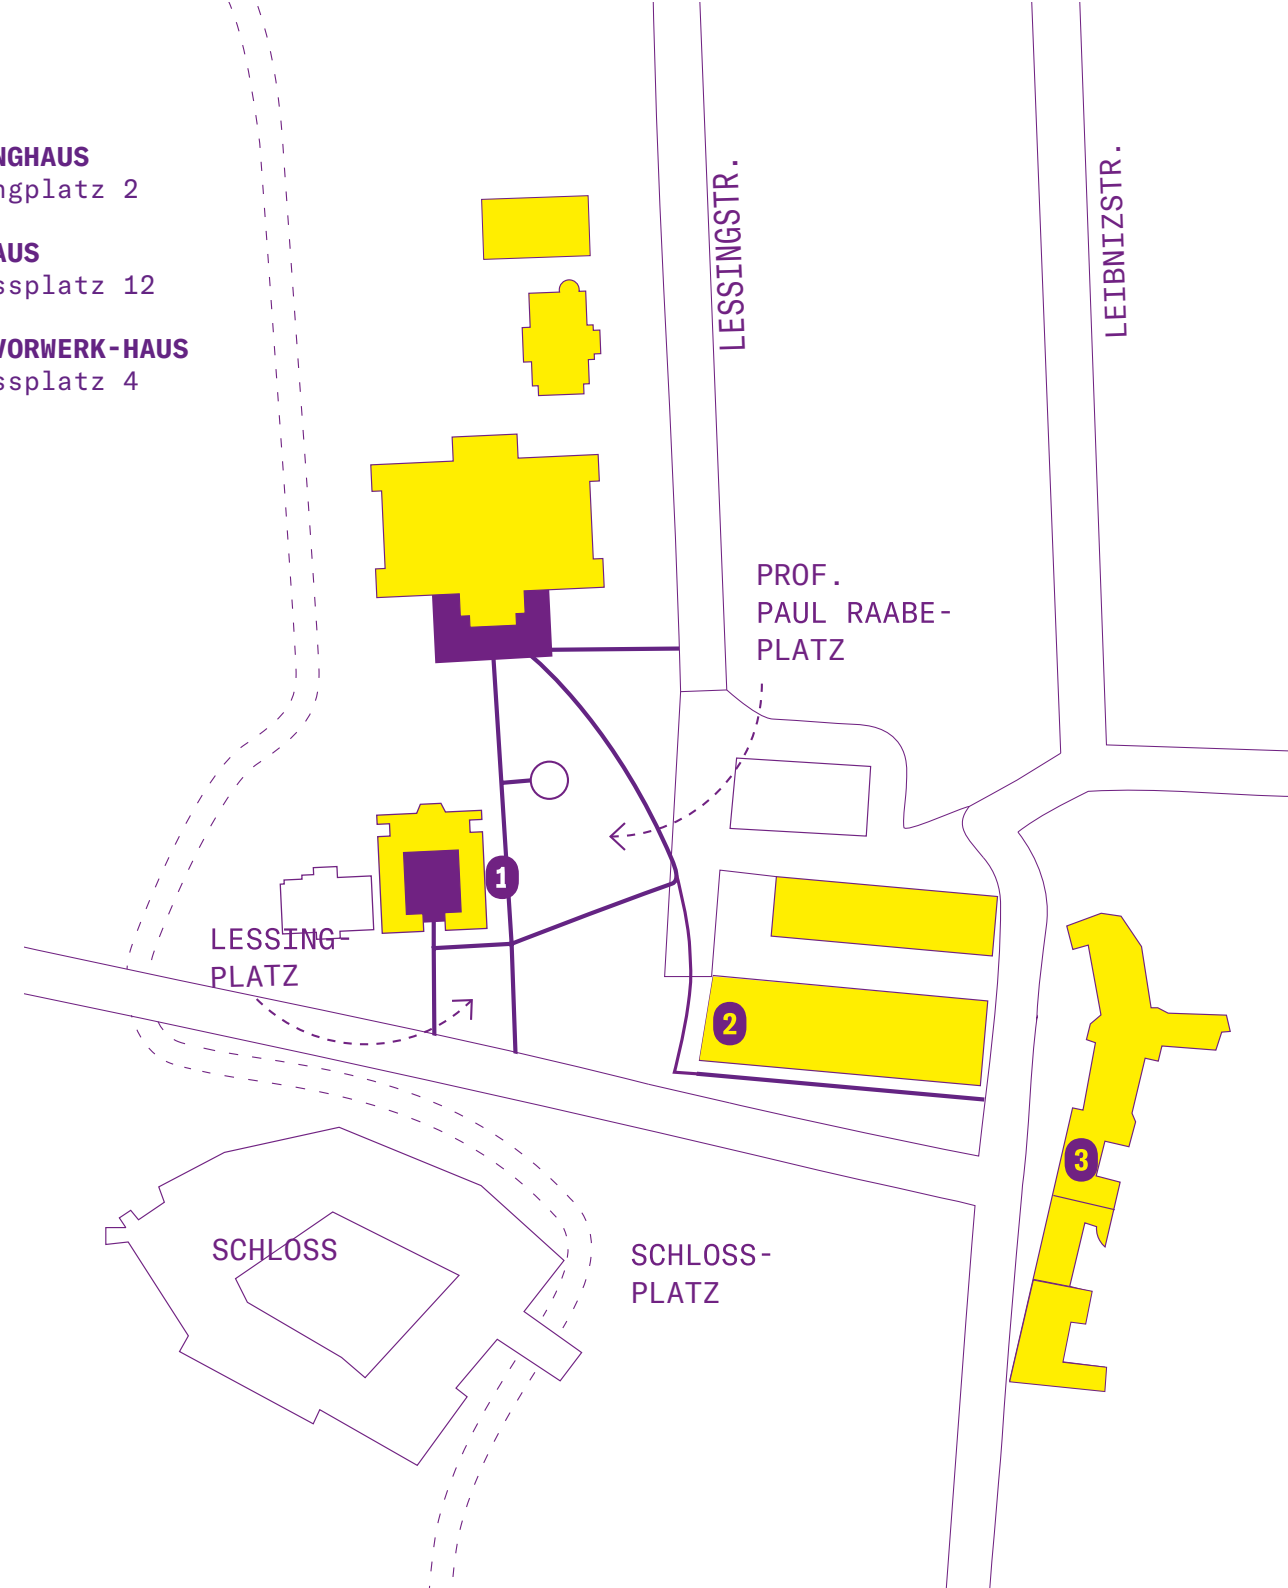 NGHAUS
ngplatz 2
AUS
ssplatz 12
VORWERK-HAUS
ssplatz 4
LESSINGSTR.
LEIBNIZSTR.
PROF.
PAUL RAABE-
PLATZ
1
LESSING-
PLATZ
2
3
SCHLOSS
SCHLOSS-
PLATZ